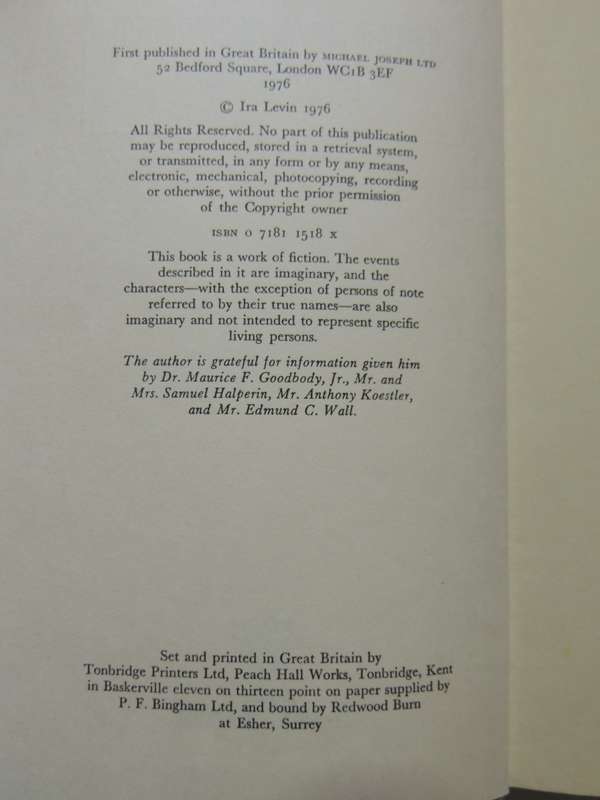 First published in Great Britain by MICHAEL JOSEPH LTD
52 Bedford Square, London WC1B 3EF
1976
© Ira Levin 1976
All Rights Reserved. No part of this publication
may be reproduced, stored in a retrieval system,
or transmitted, in any form or by any means,
electronic, mechanical, photocopying, recording
or otherwise, without the prior permission
of the Copyright owner
ISBN 0 7181 1518 X
This book is a work of fiction. The events
described in it are imaginary, and the
characters—with the exception of persons of note
referred to by their true names—are also
imaginary and not intended to represent specific
living persons.
The author is grateful for information given him
by Dr. Maurice F. Goodbody, Jr., Mr. and
Mrs. Samuel Halperin, Mr. Anthony Koestler,
and Mr. Edmund C. Wall.
Set and printed in Great Britain by
Tonbridge Printers Ltd, Peach Hall Works, Tonbridge, Kent
in Baskerville eleven on thirteen point on paper supplied by
P. F. Bingham Ltd, and bound by Redwood Burn
at Esher, Surrey